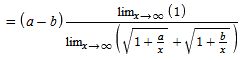 = (a − b) lim_{x→∞} (1) / lim_{x→∞} (√(1 + a/x) + √(1 + b/x))